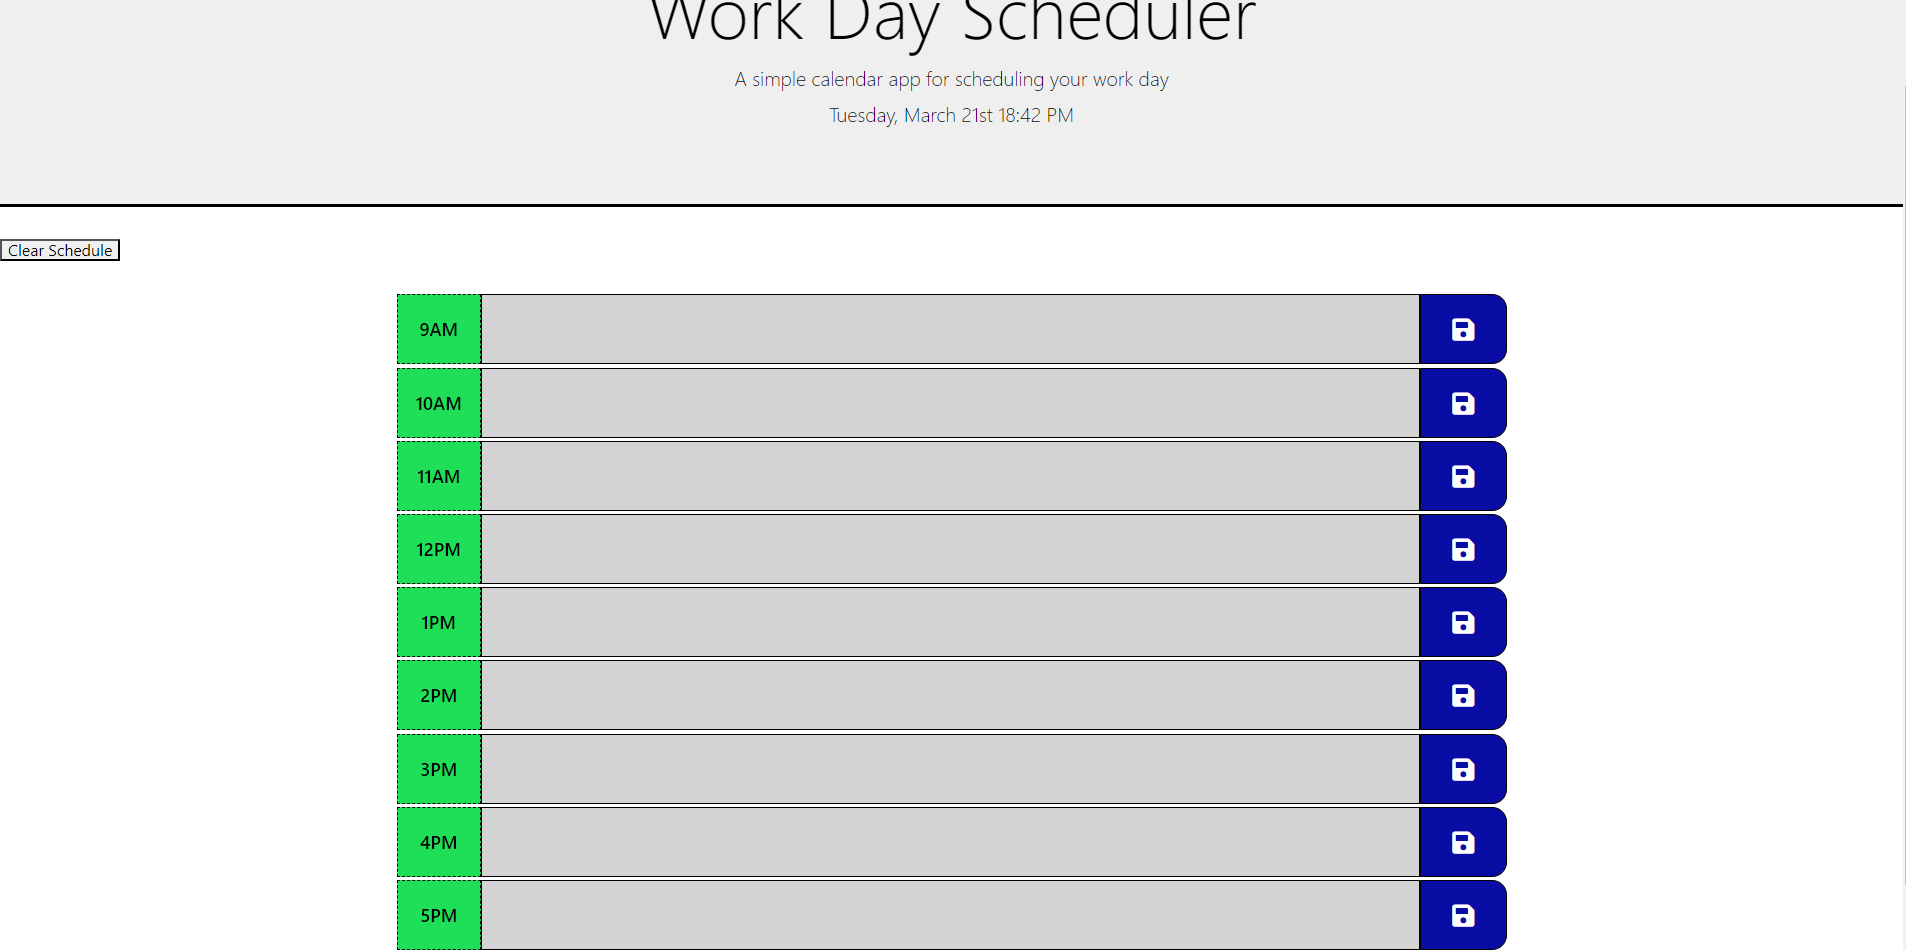 Work Day Scheduler
A simple calendar app for scheduling your work day
Tuesday, March 21st 18:42 PM
Clear Schedule
9AM
10AM
11AM
12PM
1PM
2PM
3PM
4PM
5PM